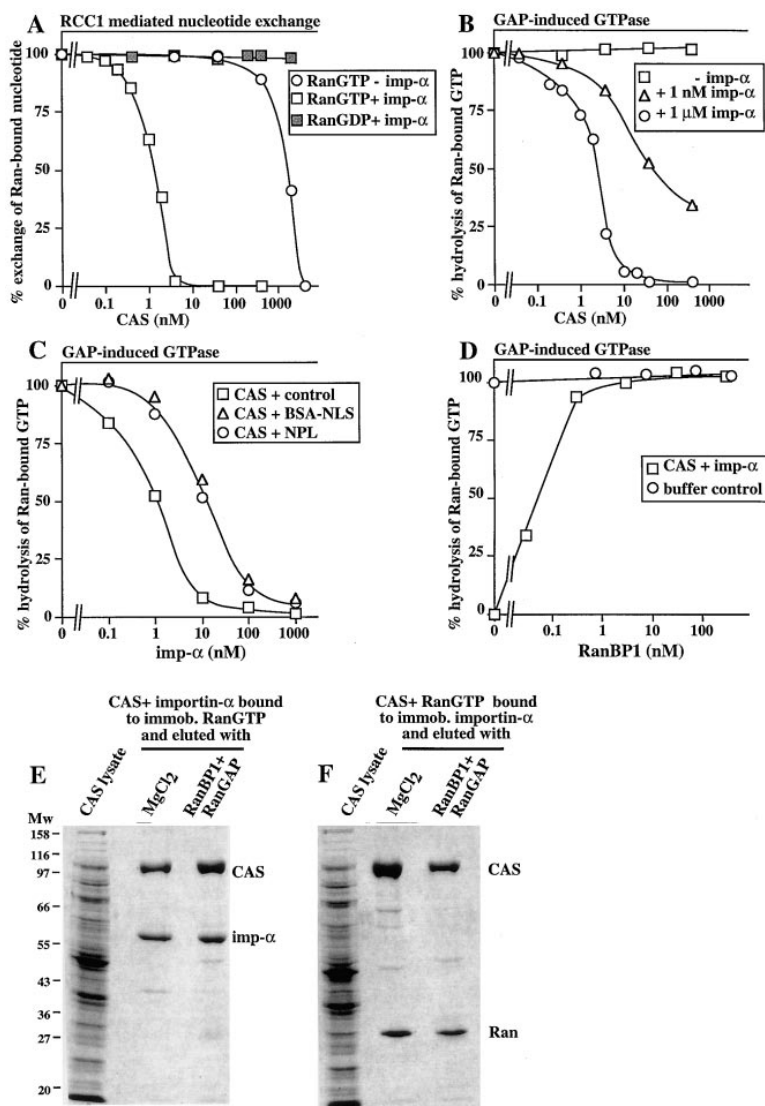 A RCC1 mediated nucleotide exchange
% exchange of Ran-bound nucleotide
100
75
50
25
0
0 0.1 1 10 100 1000
CAS (nM)
RanGTP - imp-α
RanGTP+ imp-α
RanGDP+ imp-α
B GAP-induced GTPase
% hydrolysis of Ran-bound GTP
100
75
50
25
0
0 0.1 1 10 100 1000
CAS (nM)
- imp-α
+ 1 nM imp-α
+ 1 μM imp-α
C GAP-induced GTPase
% hydrolysis of Ran-bound GTP
100
75
50
25
0
0 0.1 1 10 100 1000
imp-α (nM)
CAS + control
CAS + BSA-NLS
CAS + NPL
D GAP-induced GTPase
% hydrolysis of Ran-bound GTP
100
75
50
25
0
0 0.1 1 10 100
RanBP1 (nM)
CAS + imp-α
buffer control
E
CAS+ importin-α bound
to immob. RanGTP
and eluted with
CAS lysate
MgCl2
RanBP1+
RanGAP
Mw
158
116
97
66
55
43
36
27
20
CAS
imp-α
F
CAS+ RanGTP bound
to immob. importin-α
and eluted with
CAS lysate
MgCl2
RanBP1+
RanGAP
CAS
Ran